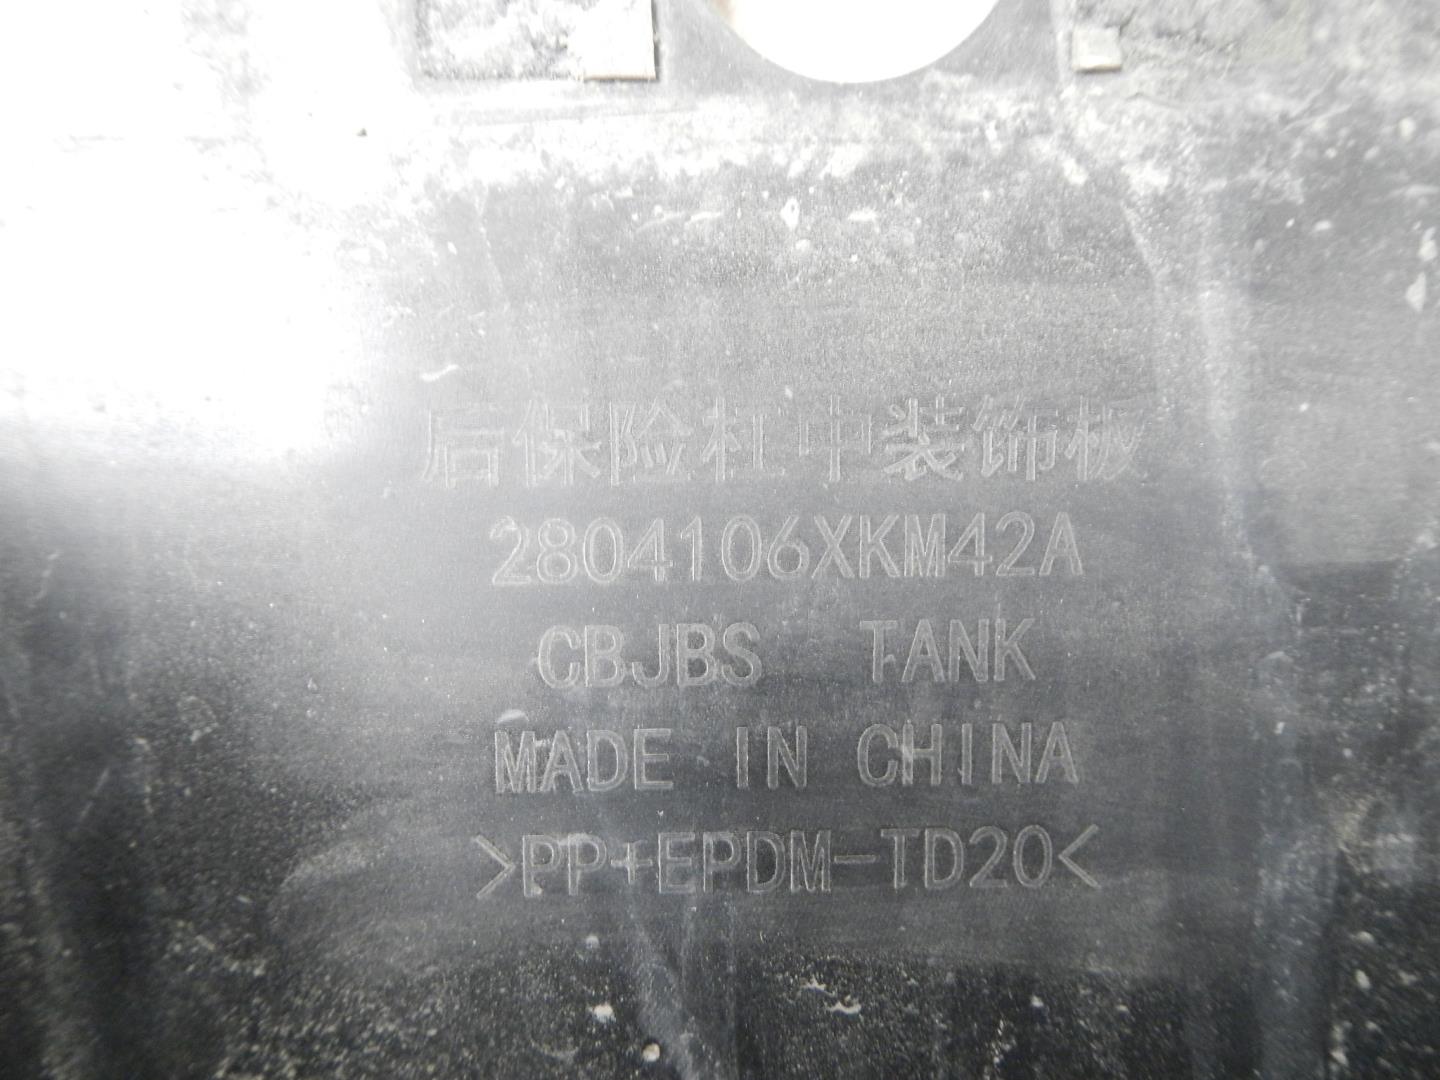 后保险杠中装饰板
2804106XKM42A
CBJBS TANK
MADE IN CHINA
>PP+EPDM-TD20<